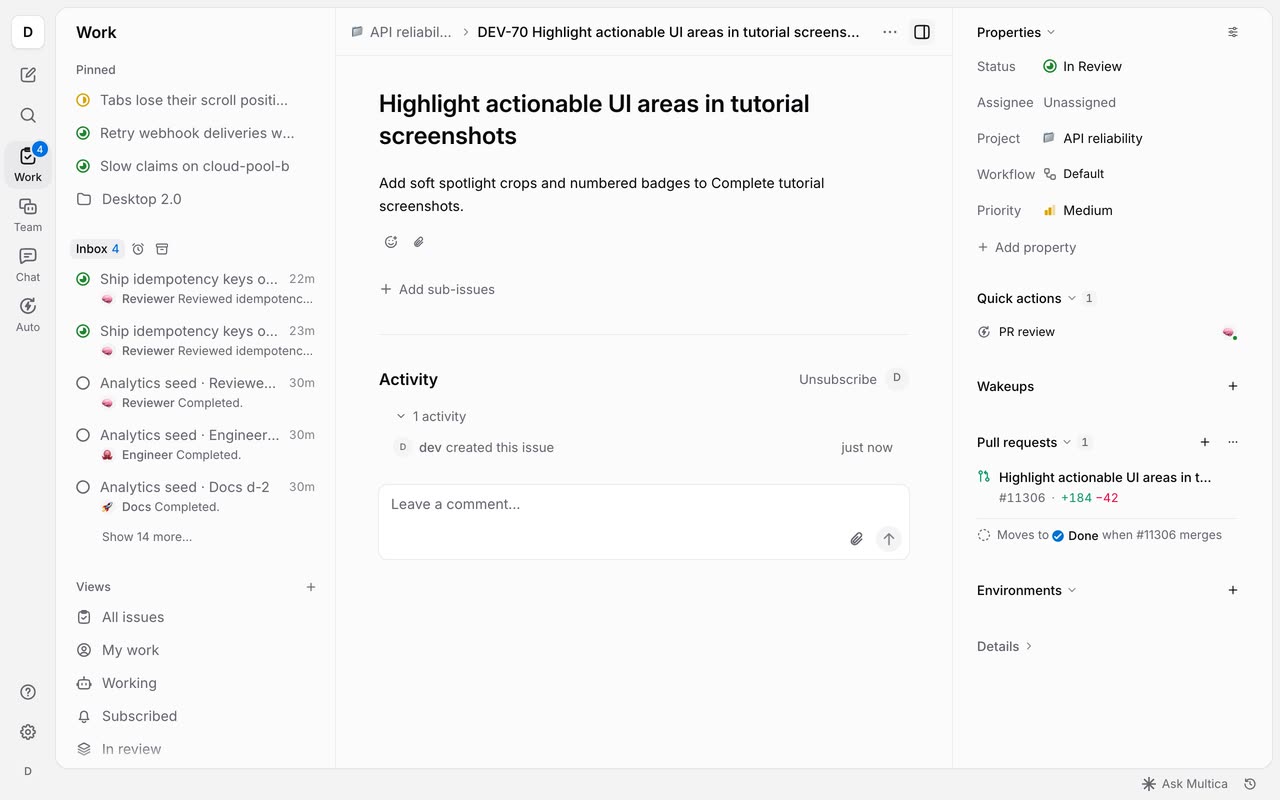 D
4
Work
Team
Chat
Auto
D
Work
Pinned
Tabs lose their scroll positi...
Retry webhook deliveries w...
Slow claims on cloud-pool-b
Desktop 2.0
Inbox 4
Ship idempotency keys o... 22m
Reviewer Reviewed idempotenc...
Ship idempotency keys o... 23m
Reviewer Reviewed idempotenc...
Analytics seed · Reviewe... 30m
Reviewer Completed.
Analytics seed · Engineer... 30m
Engineer Completed.
Analytics seed · Docs d-2 30m
Docs Completed.
Show 14 more...
Views
All issues
My work
Working
Subscribed
In review
API reliabil... > DEV-70 Highlight actionable UI areas in tutorial screens...
Highlight actionable UI areas in tutorial
screenshots
Add soft spotlight crops and numbered badges to Complete tutorial
screenshots.
Add sub-issues
Activity
Unsubscribe D
1 activity
D dev created this issue just now
Leave a comment...
Properties
Status In Review
Assignee Unassigned
Project API reliability
Workflow Default
Priority Medium
+ Add property
Quick actions 1
PR review
Wakeups
Pull requests 1
Highlight actionable UI areas in t...
#11306 · +184 −42
Moves to Done when #11306 merges
Environments
Details
Ask Multica